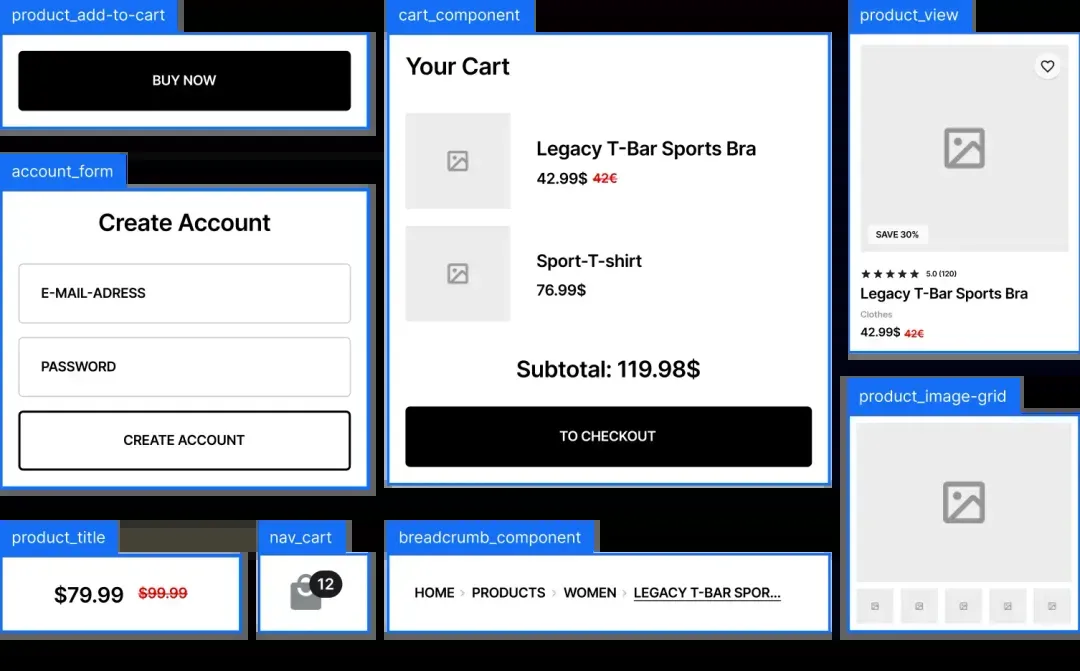 product_add-to-cart
BUY NOW
account_form
Create Account
E-MAIL-ADRESS
PASSWORD
CREATE ACCOUNT
product_title
$79.99 $99.99
nav_cart
12
cart_component
Your Cart
Legacy T-Bar Sports Bra
42.99$ 42€
Sport-T-shirt
76.99$
Subtotal: 119.98$
TO CHECKOUT
breadcrumb_component
HOME › PRODUCTS › WOMEN › LEGACY T-BAR SPOR...
product_view
SAVE 30%
★★★★★ 5.0 (120)
Legacy T-Bar Sports Bra
Clothes
42.99$ 42€
product_image-grid